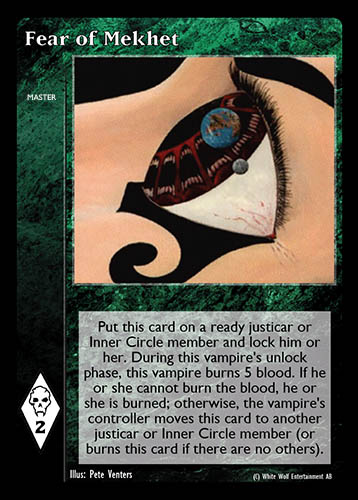 Fear of Mekhet
MASTER
Put this card on a ready justicar or
Inner Circle member and lock him or
her. During this vampire's unlock
phase, this vampire burns 5 blood. If he
or she cannot burn the blood, he or
she is burned; otherwise, the vampire's
controller moves this card to another
justicar or Inner Circle member (or
burns this card if there are no others).
2
Illus: Pete Venters
(C) White Wolf Entertainment AB